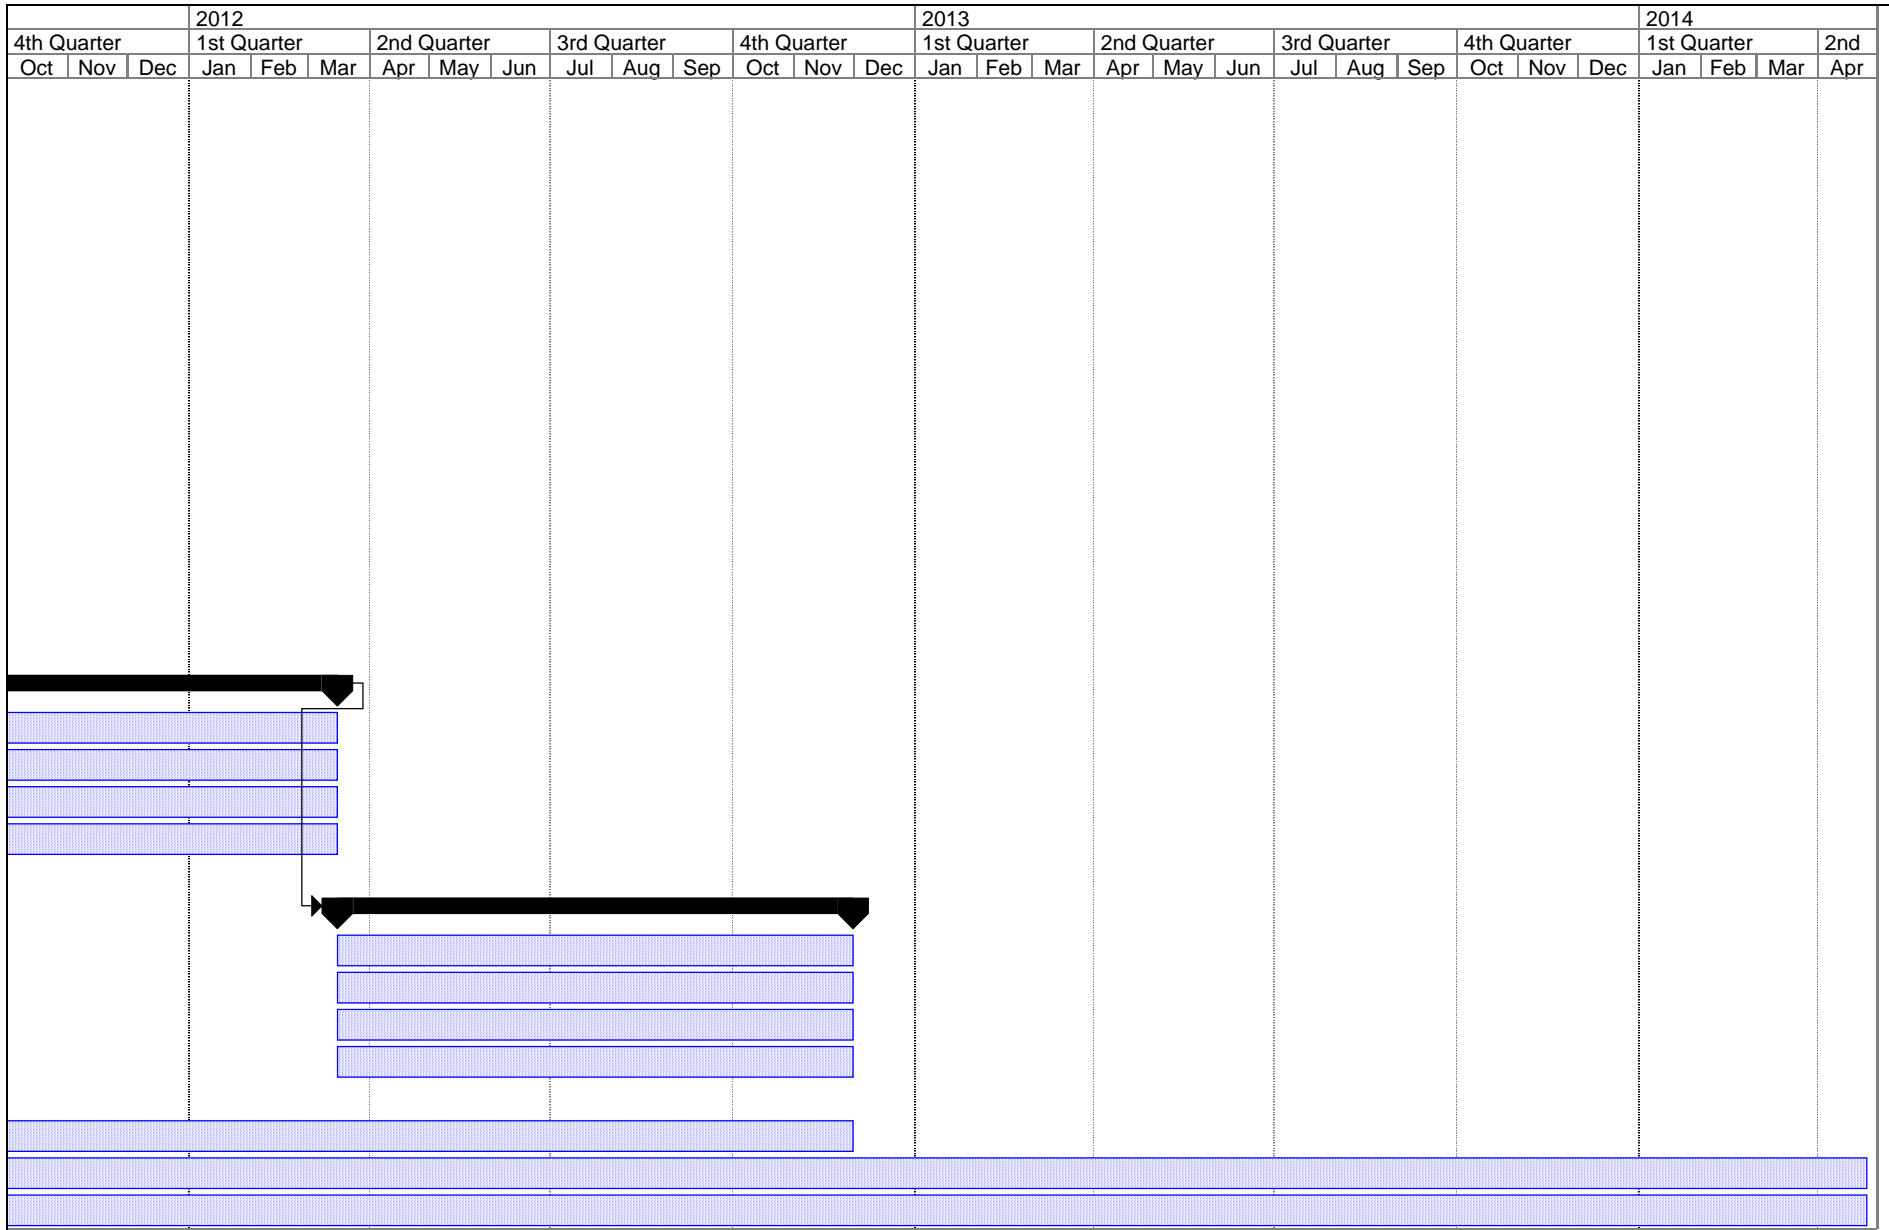 2012 2013 2014
4th Quarter 1st Quarter 2nd Quarter 3rd Quarter 4th Quarter 1st Quarter 2nd Quarter 3rd Quarter 4th Quarter 1st Quarter 2nd
Oct Nov Dec Jan Feb Mar Apr May Jun Jul Aug Sep Oct Nov Dec Jan Feb Mar Apr May Jun Jul Aug Sep Oct Nov Dec Jan Feb Mar Apr